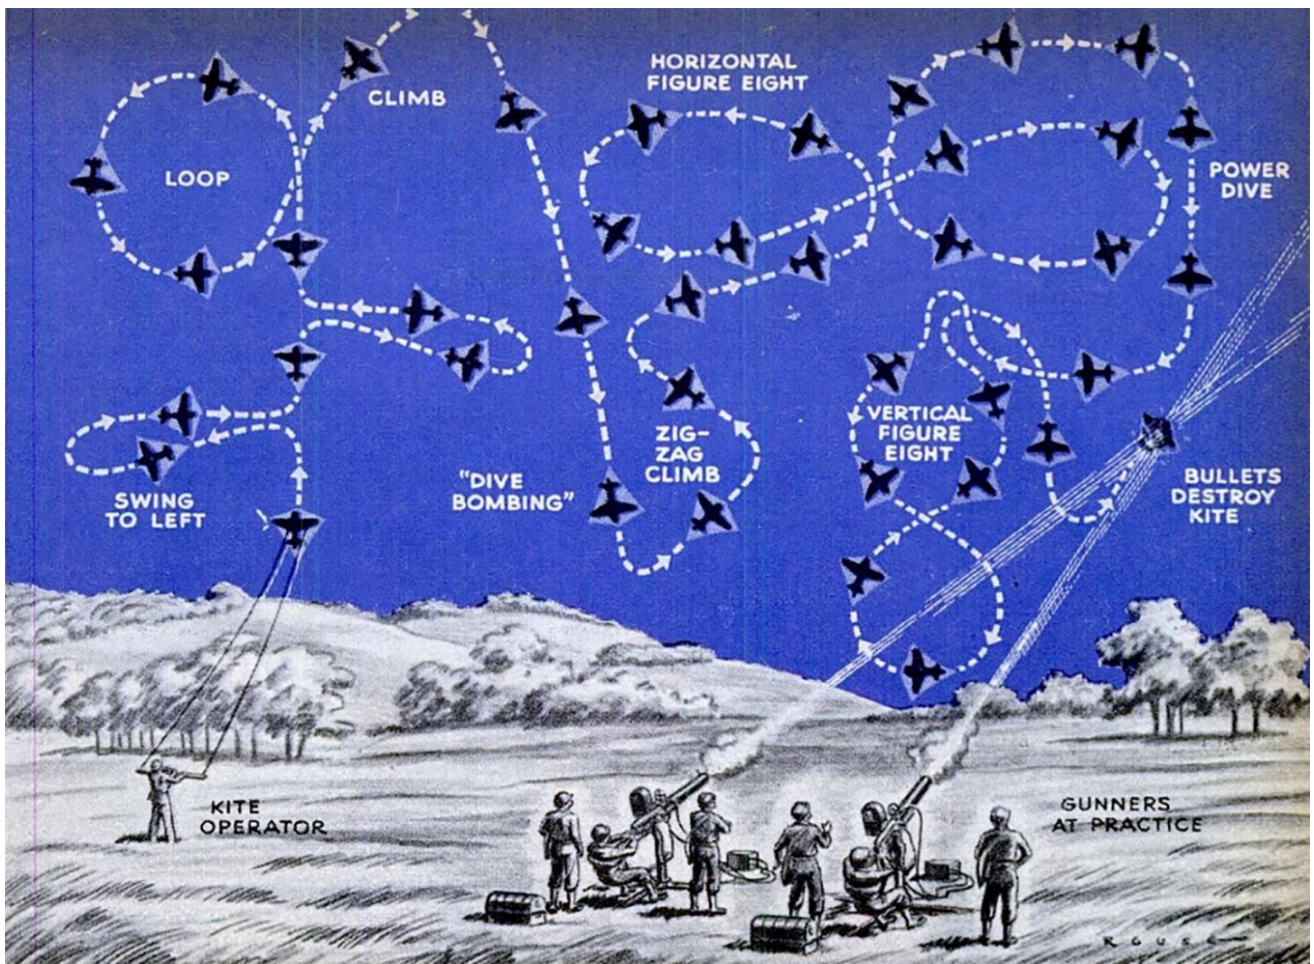 CLIMB
LOOP
HORIZONTAL
FIGURE EIGHT
POWER
DIVE
SWING
TO LEFT
"DIVE
BOMBING"
ZIG-
ZAG
CLIMB
VERTICAL
FIGURE
EIGHT
BULLETS
DESTROY
KITE
KITE
OPERATOR
GUNNERS
AT PRACTICE